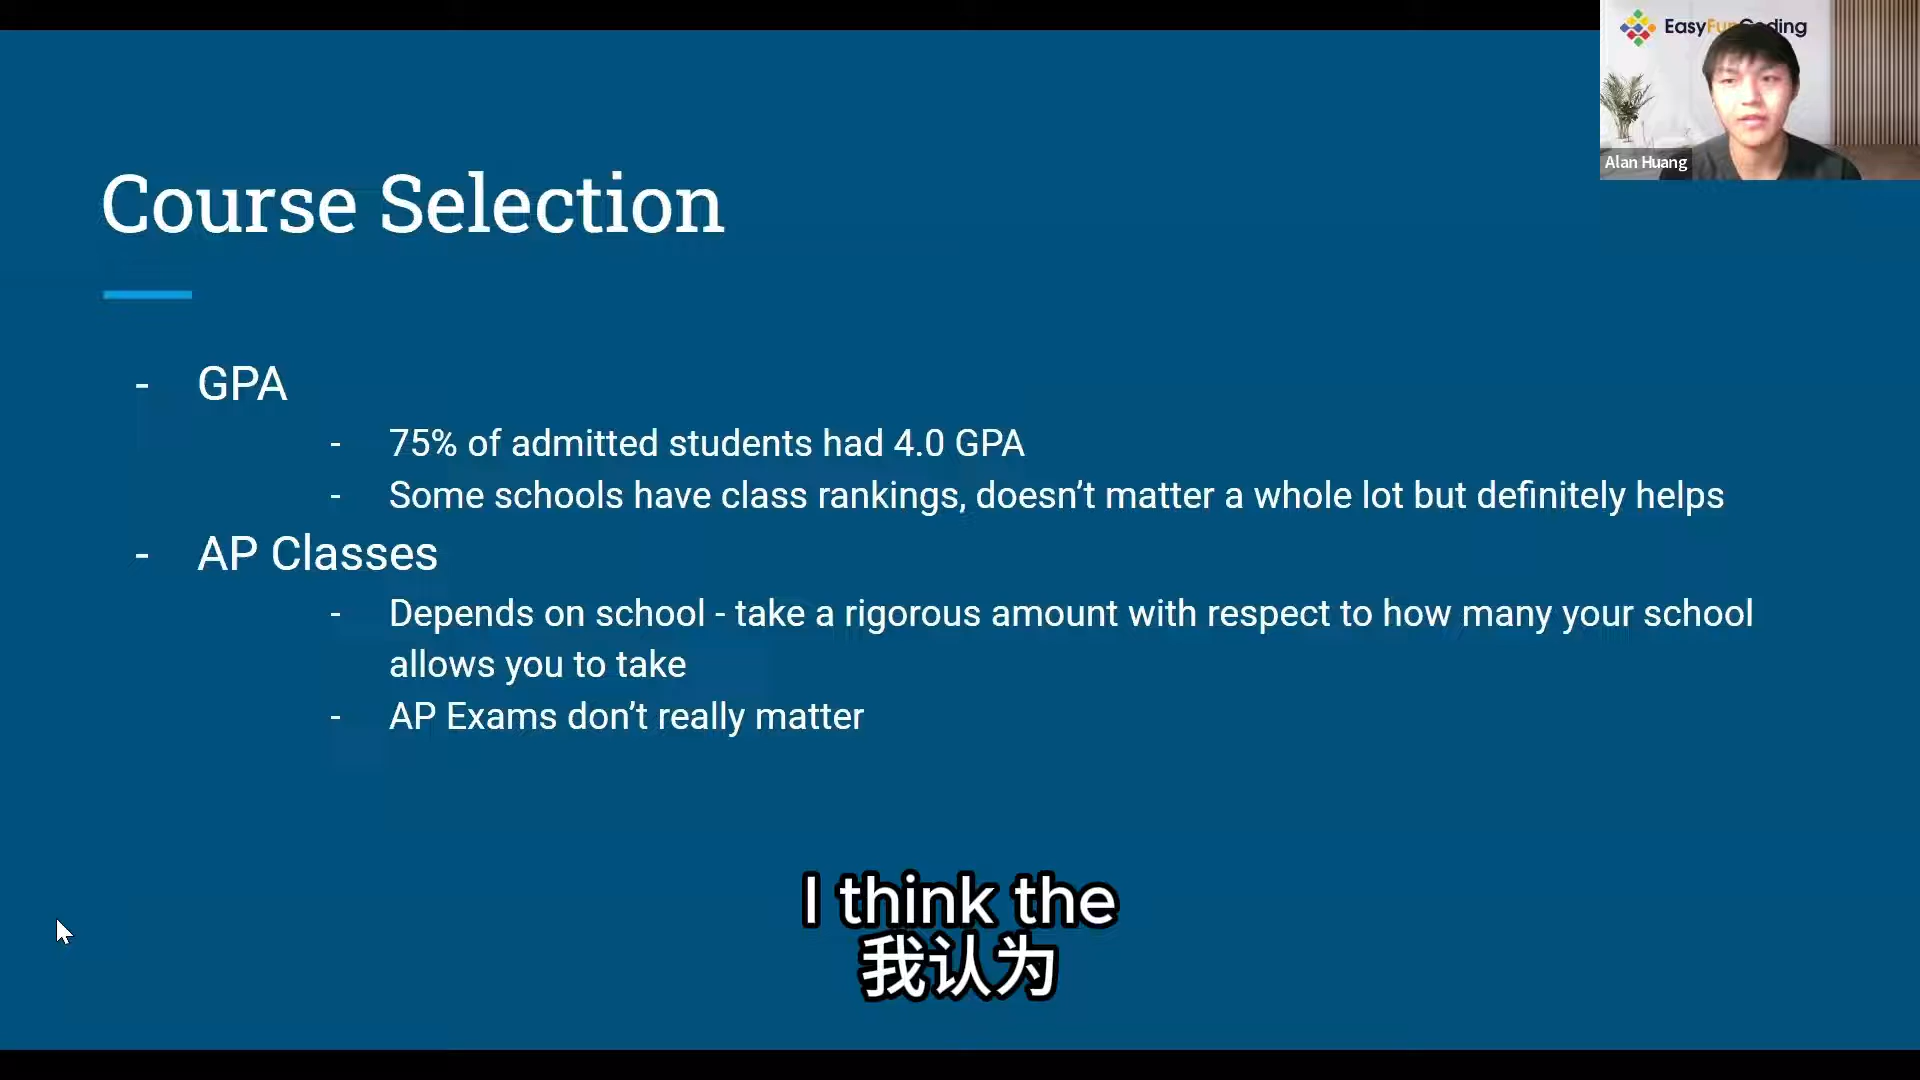 EasyFunCoding
Alan Huang
Course Selection
- GPA
- 75% of admitted students had 4.0 GPA
- Some schools have class rankings, doesn’t matter a whole lot but definitely helps
- AP Classes
- Depends on school - take a rigorous amount with respect to how many your school
allows you to take
- AP Exams don’t really matter
I think the
我认为